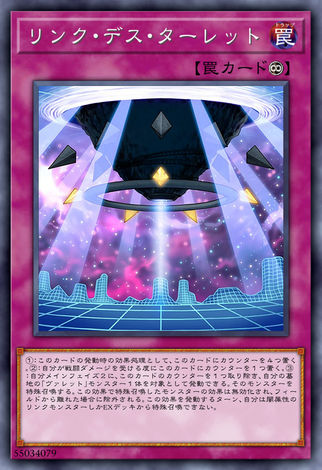 リンク・デス・ターレット
トラップ
罠
【罠カード】
①:このカードの発動時の効果処理として、このカードにカウンターを4つ置く。
②:自分が戦闘ダメージを受ける度にこのカードにカウンターを1つ置く。③
:自分メインフェイズ2に、このカードのカウンターを1つ取り除き、自分の墓
地の「ヴァレット」モンスター1体を対象として発動できる。そのモンスターを
特殊召喚する。この効果で特殊召喚したモンスターの効果は無効化され、フィー
ルドから離れた場合に除外される。この効果を発動するターン、自分は闇属性の
リンクモンスターしかEXデッキから特殊召喚できない。
55034079